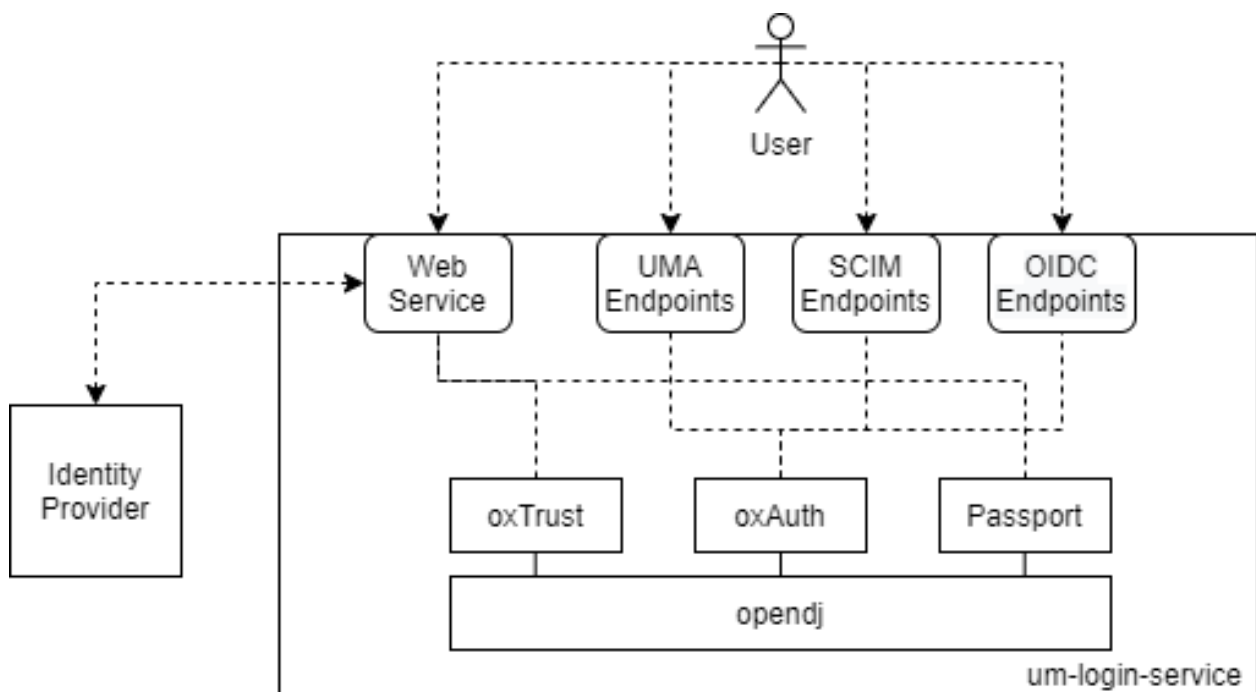 User
Web
Service
UMA
Endpoints
SCIM
Endpoints
OIDC
Endpoints
Identity
Provider
oxTrust
oxAuth
Passport
opendj
um-login-service